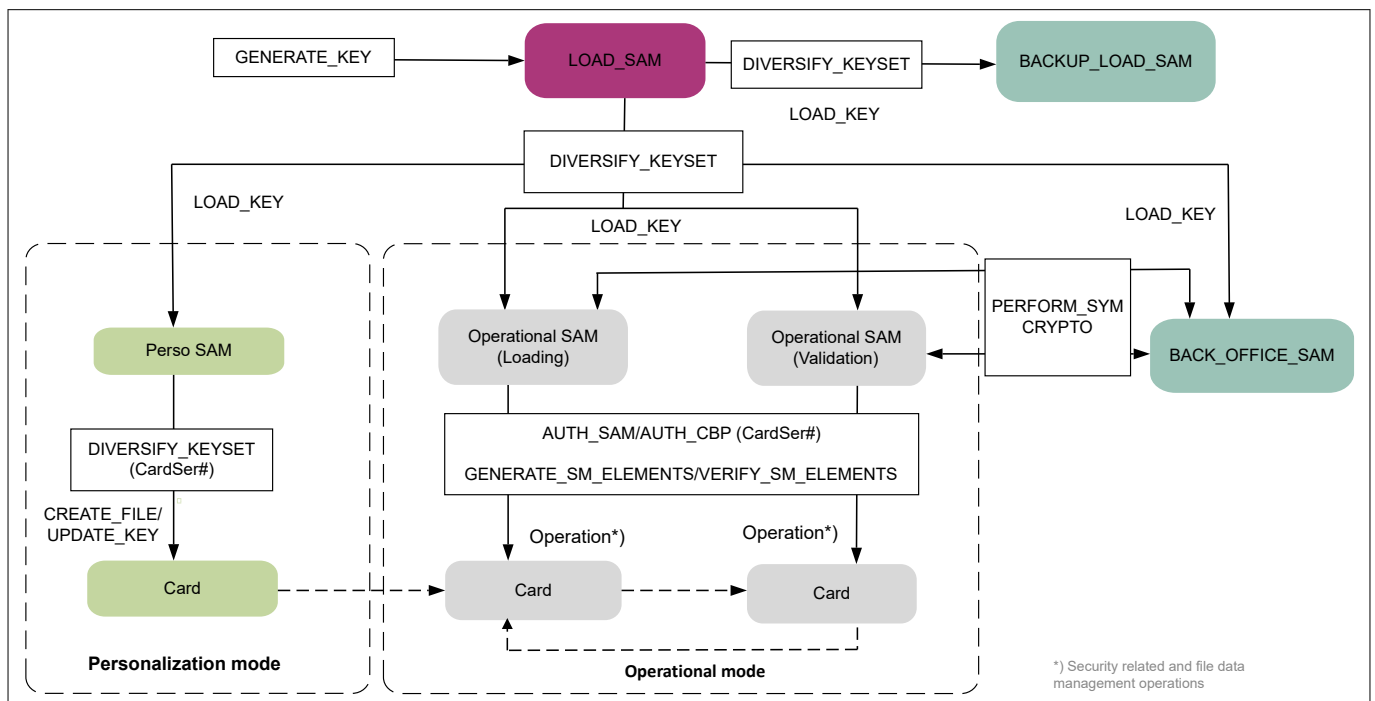 GENERATE_KEY
LOAD_SAM
DIVERSIFY_KEYSET
BACKUP_LOAD_SAM
LOAD_KEY
DIVERSIFY_KEYSET
LOAD_KEY
LOAD_KEY
LOAD_KEY
Perso SAM
Operational SAM
(Loading)
Operational SAM
(Validation)
PERFORM_SYM
CRYPTO
BACK_OFFICE_SAM
DIVERSIFY_KEYSET
(CardSer#)
AUTH_SAM/AUTH_CBP (CardSer#)
GENERATE_SM_ELEMENTS/VERIFY_SM_ELEMENTS
CREATE_FILE/
UPDATE_KEY
Operation*)
Operation*)
Card
Card
Card
Personalization mode
Operational mode
*) Security related and file data
management operations